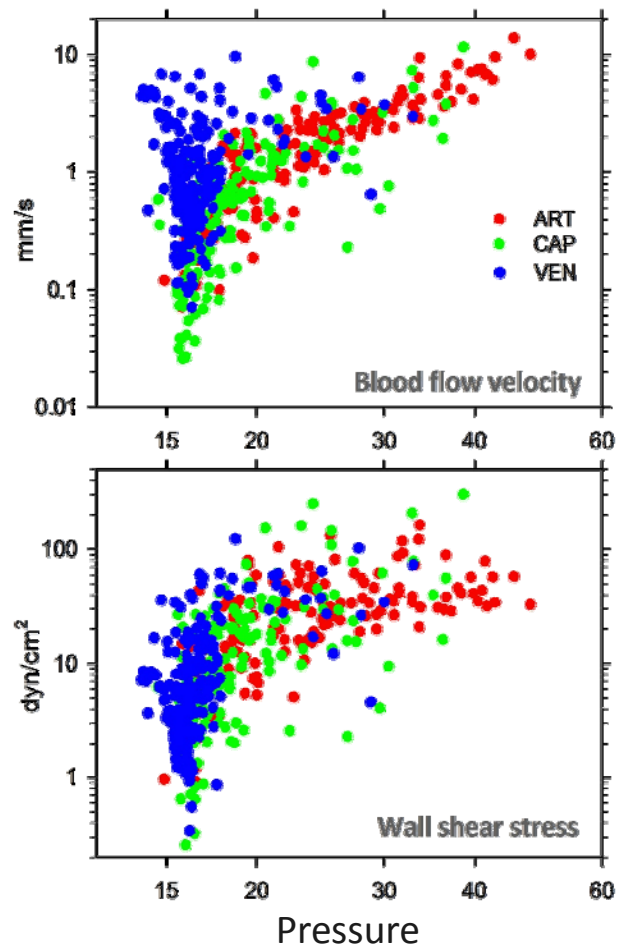 10
1
0.1
0.01
mm/s
ART
CAP
VEN
Blood flow velocity
15 20 30 40 60
100
10
1
dyn/cm²
Wall shear stress
15 20 30 40 60
Pressure